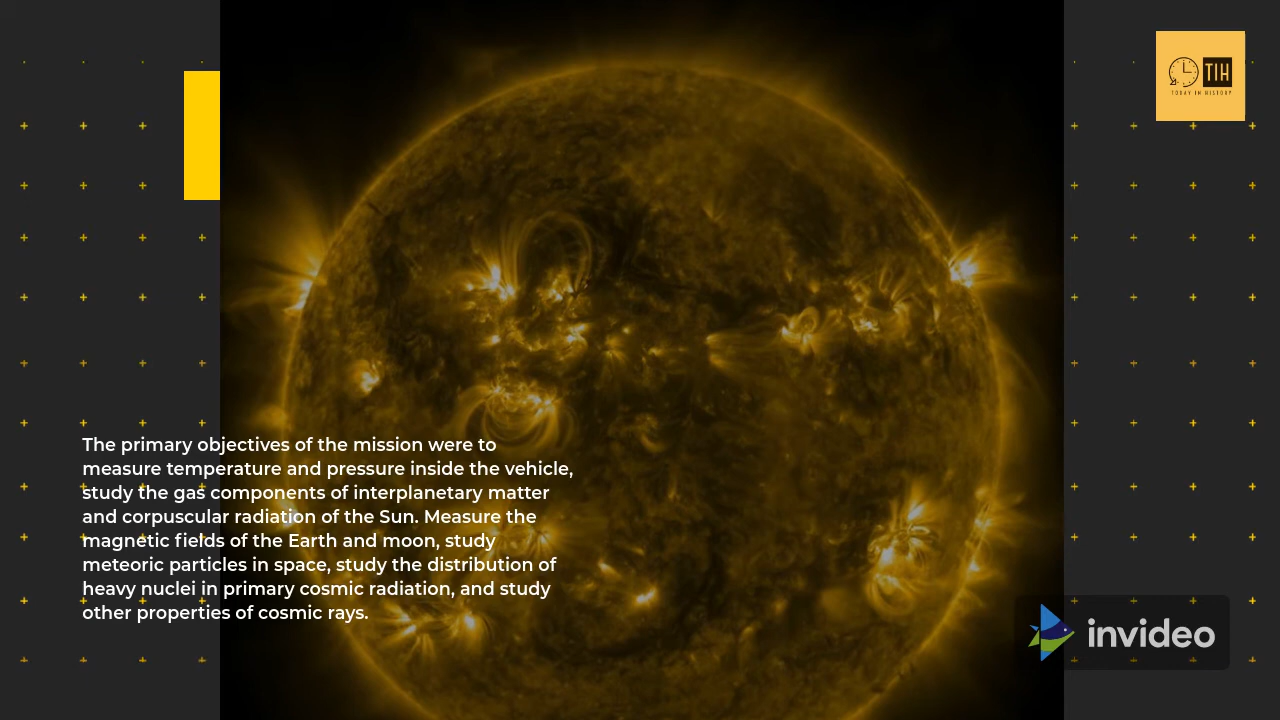 TIH
TODAY IN HISTORY
The primary objectives of the mission were to
measure temperature and pressure inside the vehicle,
study the gas components of interplanetary matter
and corpuscular radiation of the Sun. Measure the
magnetic fields of the Earth and moon, study
meteoric particles in space, study the distribution of
heavy nuclei in primary cosmic radiation, and study
other properties of cosmic rays.
invideo